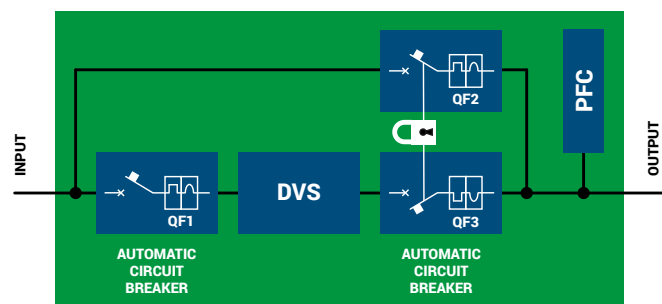 QF2
PFC
INPUT
OUTPUT
QF1
DVS
QF3
AUTOMATIC
CIRCUIT
BREAKER
AUTOMATIC
CIRCUIT
BREAKER